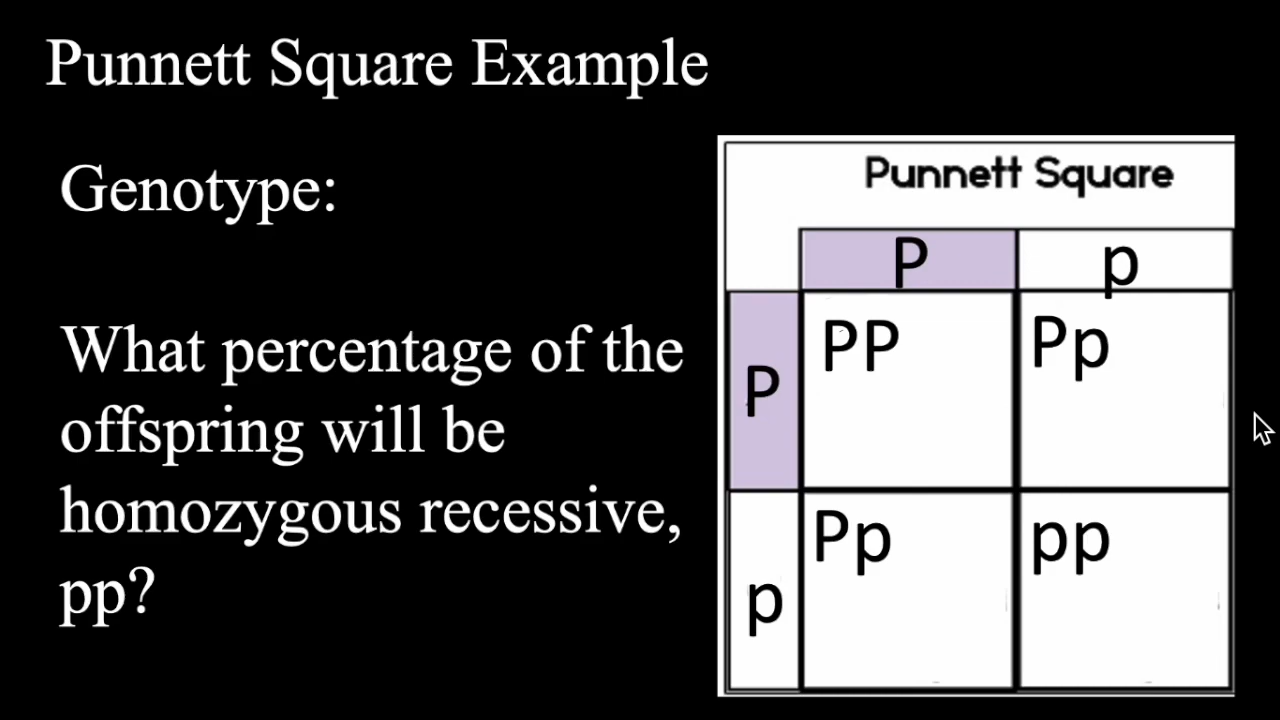 Punnett Square Example
Genotype:
What percentage of the
offspring will be
homozygous recessive,
pp?
Punnett Square
P p
P PP Pp
p Pp pp